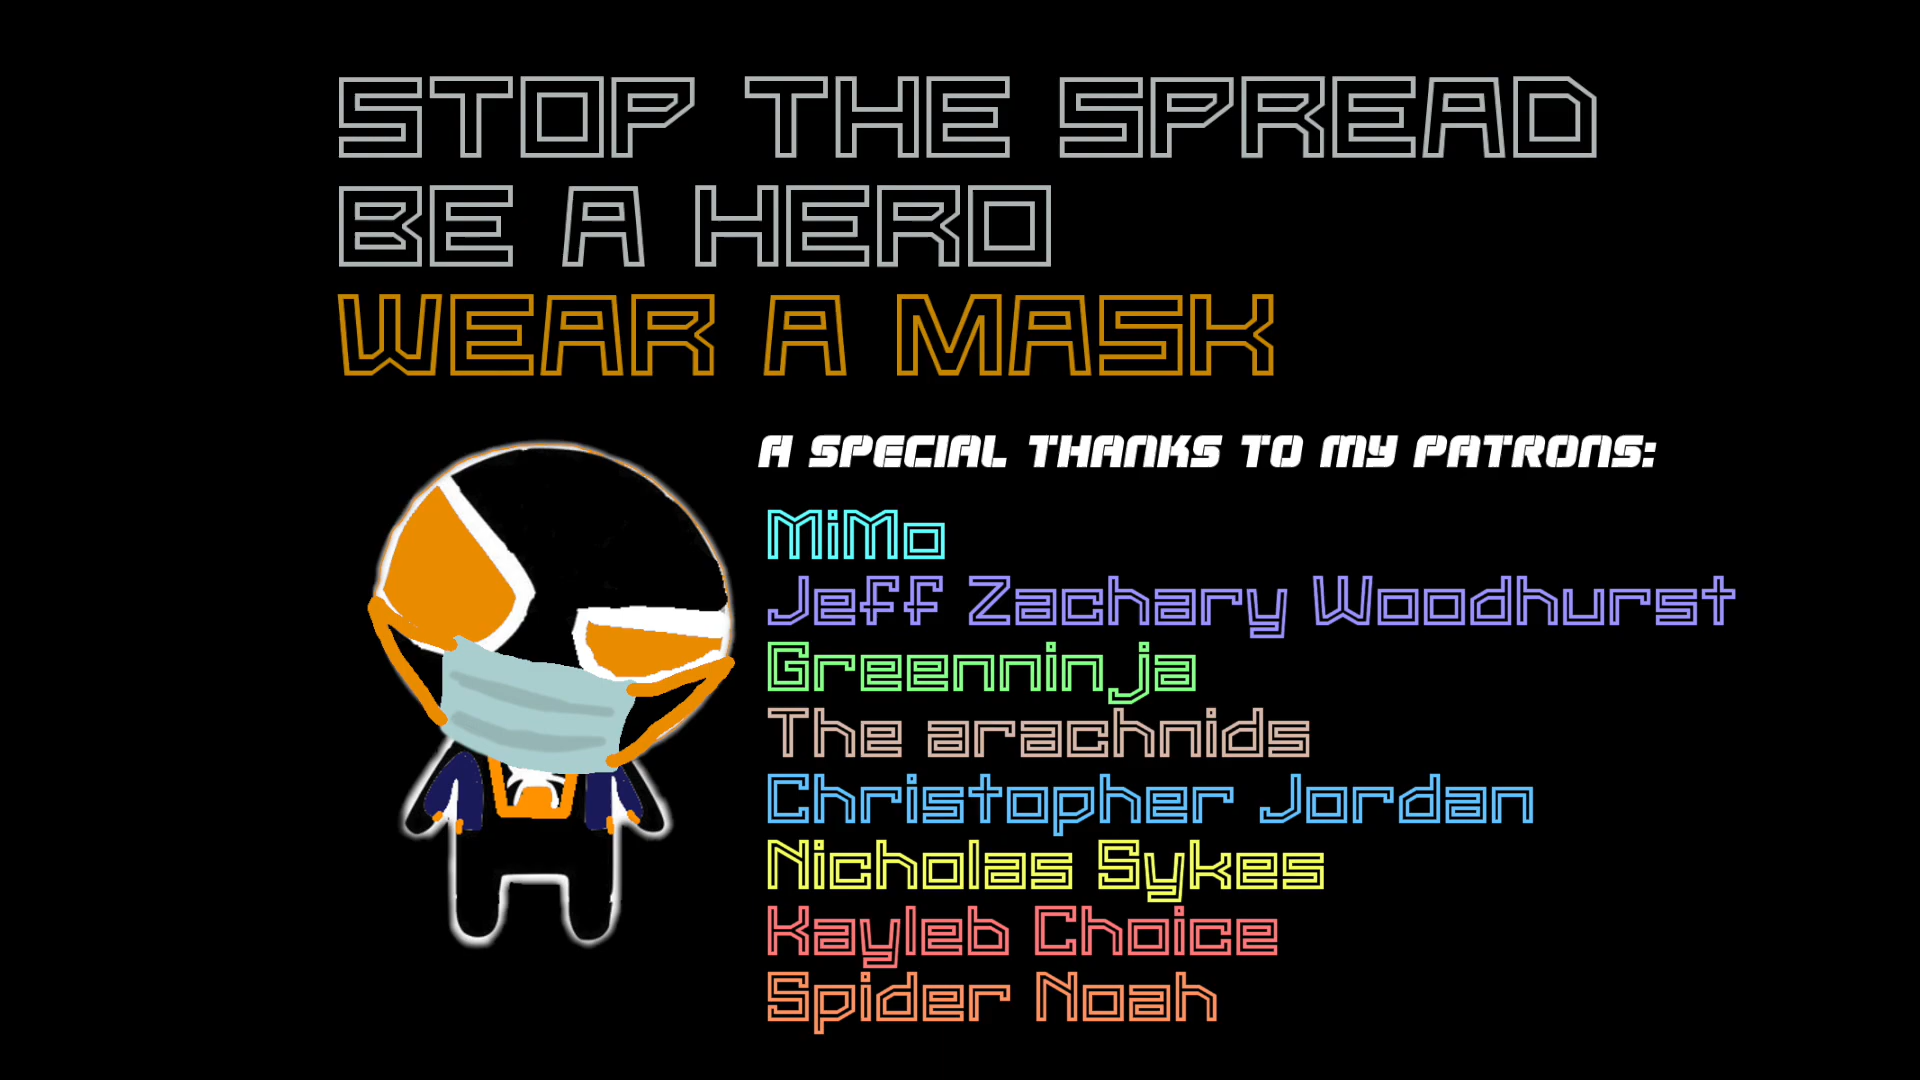 STOP THE SPREAD
BE A HERO
WEAR A MASK
A SPECIAL THANKS TO MY PATRONS:
MiMo
Jeff Zachary Woodhurst
Greenninja
The arachnids
Christopher Jordan
Nicholas Sykes
Kayleb Choice
Spider Noah